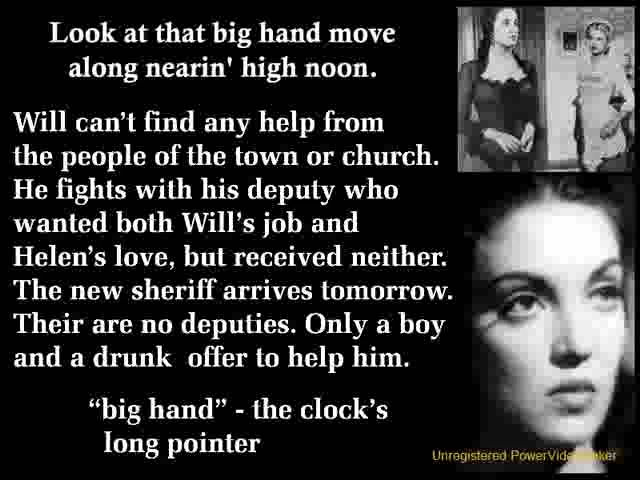 Look at that big hand move
along nearin' high noon.
Will can’t find any help from
the people of the town or church.
He fights with his deputy who
wanted both Will’s job and
Helen’s love, but received neither.
The new sheriff arrives tomorrow.
Their are no deputies. Only a boy
and a drunk  offer to help him.
“big hand” - the clock’s
long pointer
Unregistered PowerVideoMaker